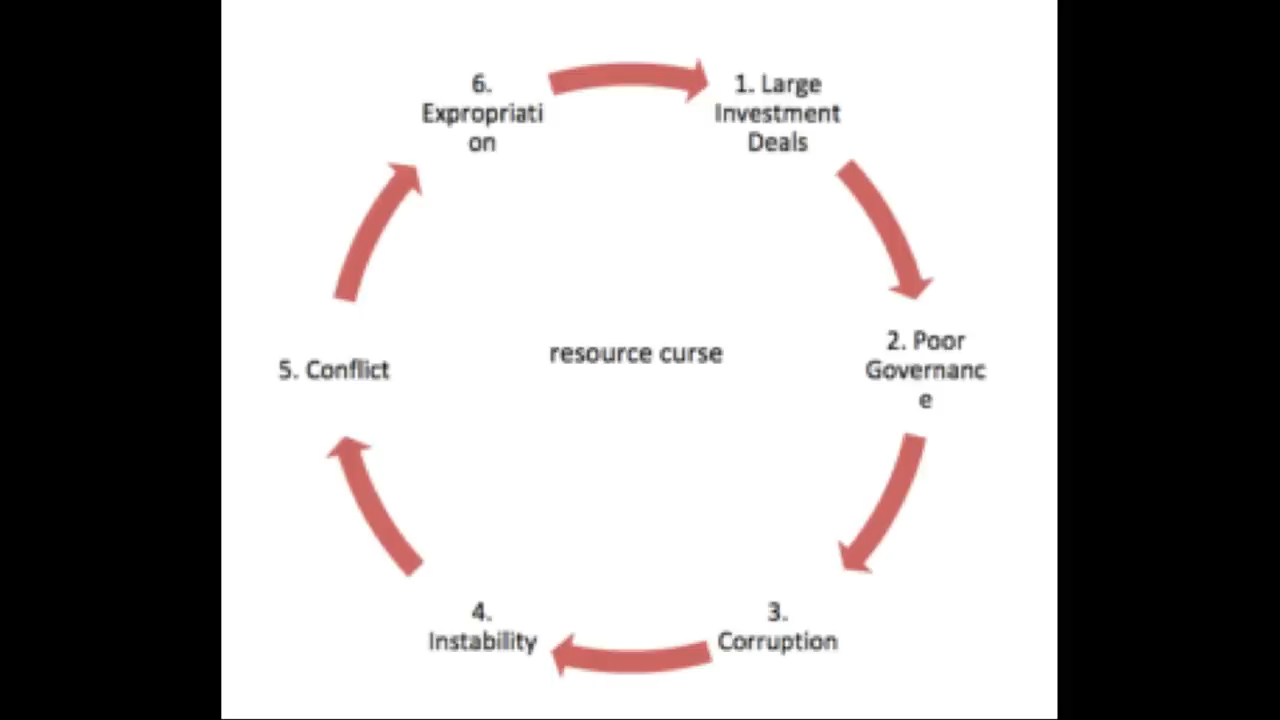 6.
Expropriati
on
1. Large
Investment
Deals
2. Poor
Governanc
e
resource curse
5. Conflict
4.
Instability
3.
Corruption